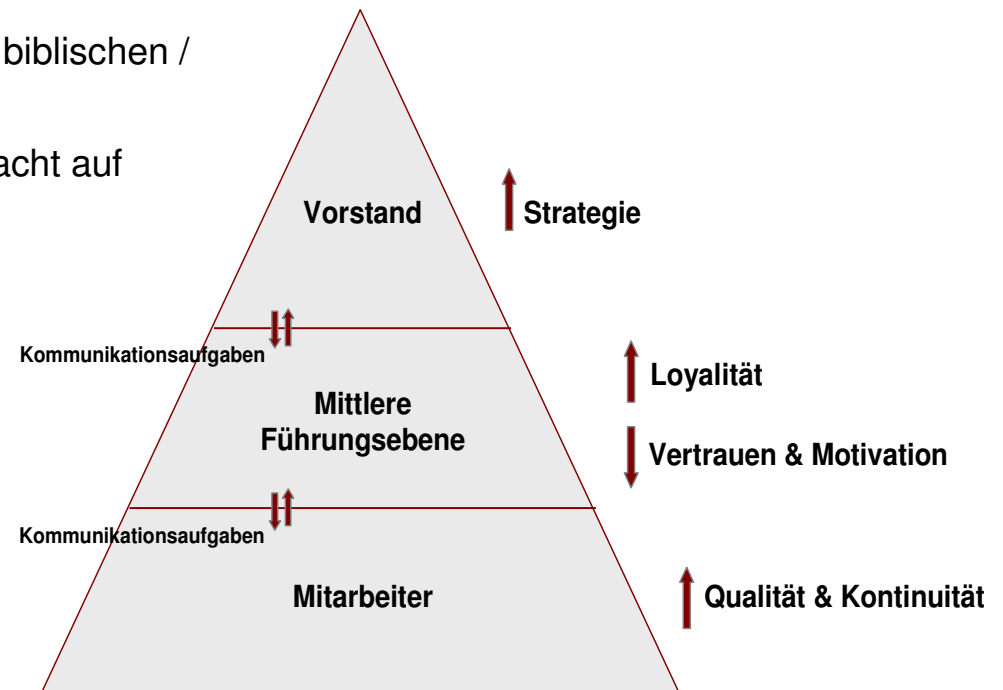 biblischen /
acht auf
Vorstand
Strategie
Kommunikationsaufgaben
Loyalität
Mittlere
Führungsebene
Vertrauen & Motivation
Kommunikationsaufgaben
Mitarbeiter
Qualität & Kontinuität